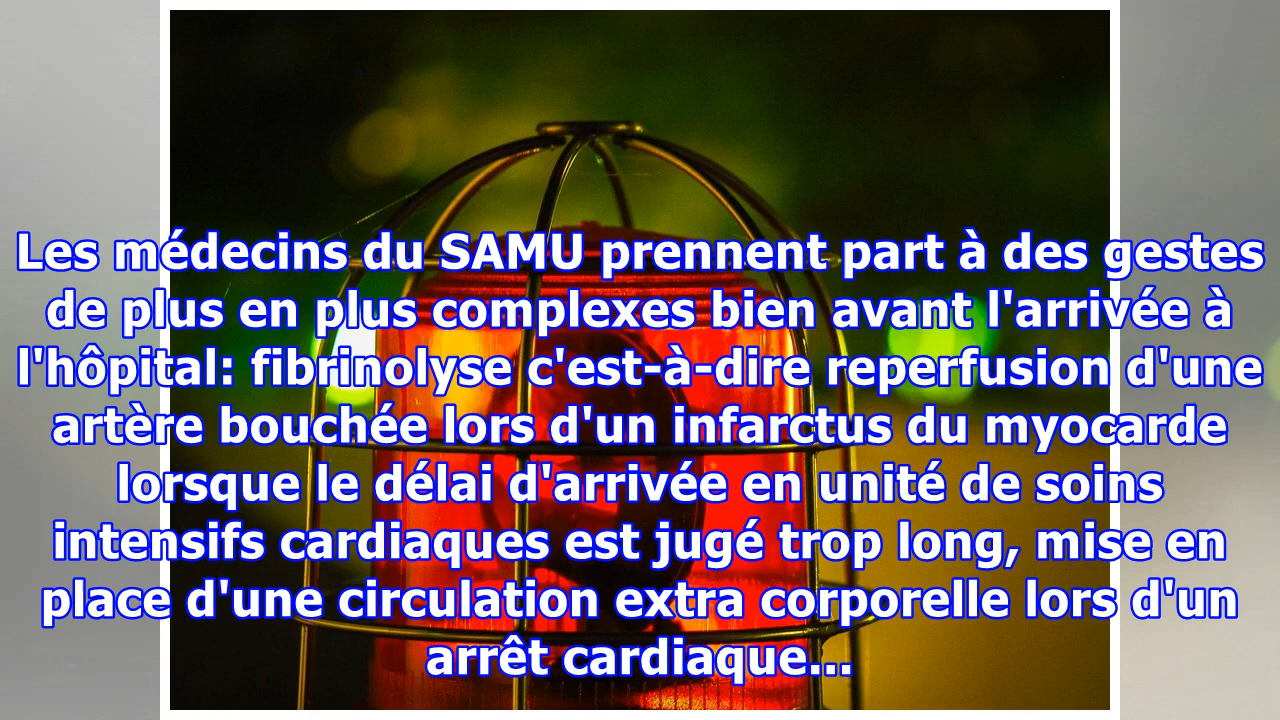 Les médecins du SAMU prennent part à des gestes
de plus en plus complexes bien avant l'arrivée à
l'hôpital: fibrinolyse c'est-à-dire reperfusion d'une
artère bouchée lors d'un infarctus du myocarde
lorsque le délai d'arrivée en unité de soins
intensifs cardiaques est jugé trop long, mise en
place d'une circulation extra corporelle lors d'un
arrêt cardiaque...